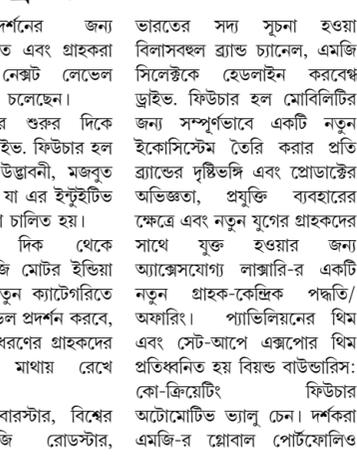 দর্শনের জন্য
ত এবং গ্রাহকরা
নেক্সট লেভেল
চলেছেন।
র শুরুর দিকে
ইভ. ফিউচার হল
উদ্ভাবনী, মজবুত
যা এর ইন্টুইটিভ
চালিত হয়।
দিক থেকে
জি মোটর ইন্ডিয়া
তুন ক্যাটেগরিতে
ডল প্রদর্শন করবে,
ধরণের গ্রাহকদের
মাথায় রেখে
বারস্টার, বিশ্বের
জি রোডস্টার,
ভারতের সদ্য সূচনা হওয়া
বিলাসবহুল ব্র্যান্ড চ্যানেল, এমজি
সিলেক্টকে হেডলাইন করবেঋ
ড্রাইভ. ফিউচার হল মোবিলিটির
জন্য সম্পূর্ণভাবে একটি নতুন
ইকোসিস্টেম তৈরি করার প্রতি
ব্র্যান্ডের দৃষ্টিভঙ্গি এবং প্রোডাক্টের
অভিজ্ঞতা, প্রযুক্তি ব্যবহারের
ক্ষেত্রে এবং নতুন যুগের গ্রাহকদের
সাথে যুক্ত হওয়ার জন্য
অ্যাক্সেসযোগ্য লাক্সারি-র একটি
নতুন গ্রাহক-কেন্দ্রিক পদ্ধতি/
অফারিং। প্যাভিলিয়নের থিম
এবং সেট-আপে এক্সপোর থিম
প্রতিধ্বনিত হয় বিয়ন্ড বাউন্ডারিস:
কো-ক্রিয়েটিং ফিউচার
অটোমোটিভ ভ্যালু চেন। দর্শকরা
এমজি-র গ্লোবাল পোর্টফোলিও